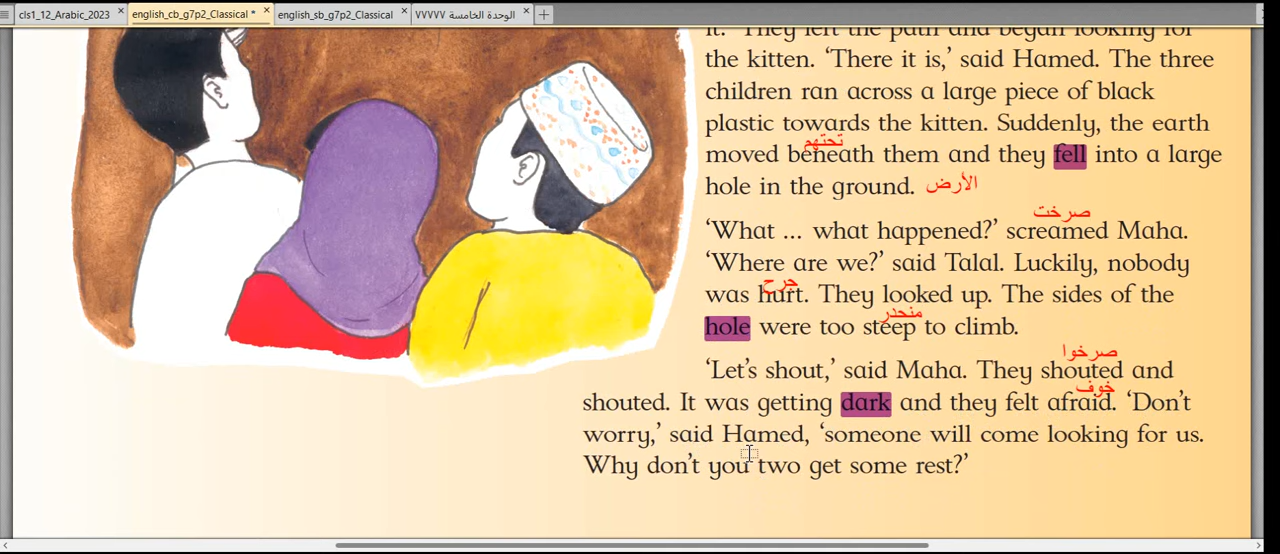 cls1_12_Arabic_2023
english_cb_g7p2_Classical *
english_sb_g7p2_Classical
الوحدة الخامسة ٧٧٧٧٧
it.’ They left the path and began looking for
the kitten. ‘There it is,’ said Hamed. The three
children ran across a large piece of black
plastic towards the kitten. Suddenly, the earth
تحتهم
moved beneath them and they fell into a large
hole in the ground. الأرض
صرخت
‘What ... what happened?’ screamed Maha.
‘Where are we?’ said Talal. Luckily, nobody
جرح
was hurt. They looked up. The sides of the
منحدر
hole were too steep to climb.
صرخوا
‘Let’s shout,’ said Maha. They shouted and
خوف
shouted. It was getting dark and they felt afraid. ‘Don’t
worry,’ said Hamed, ‘someone will come looking for us.
Why don’t you two get some rest?’